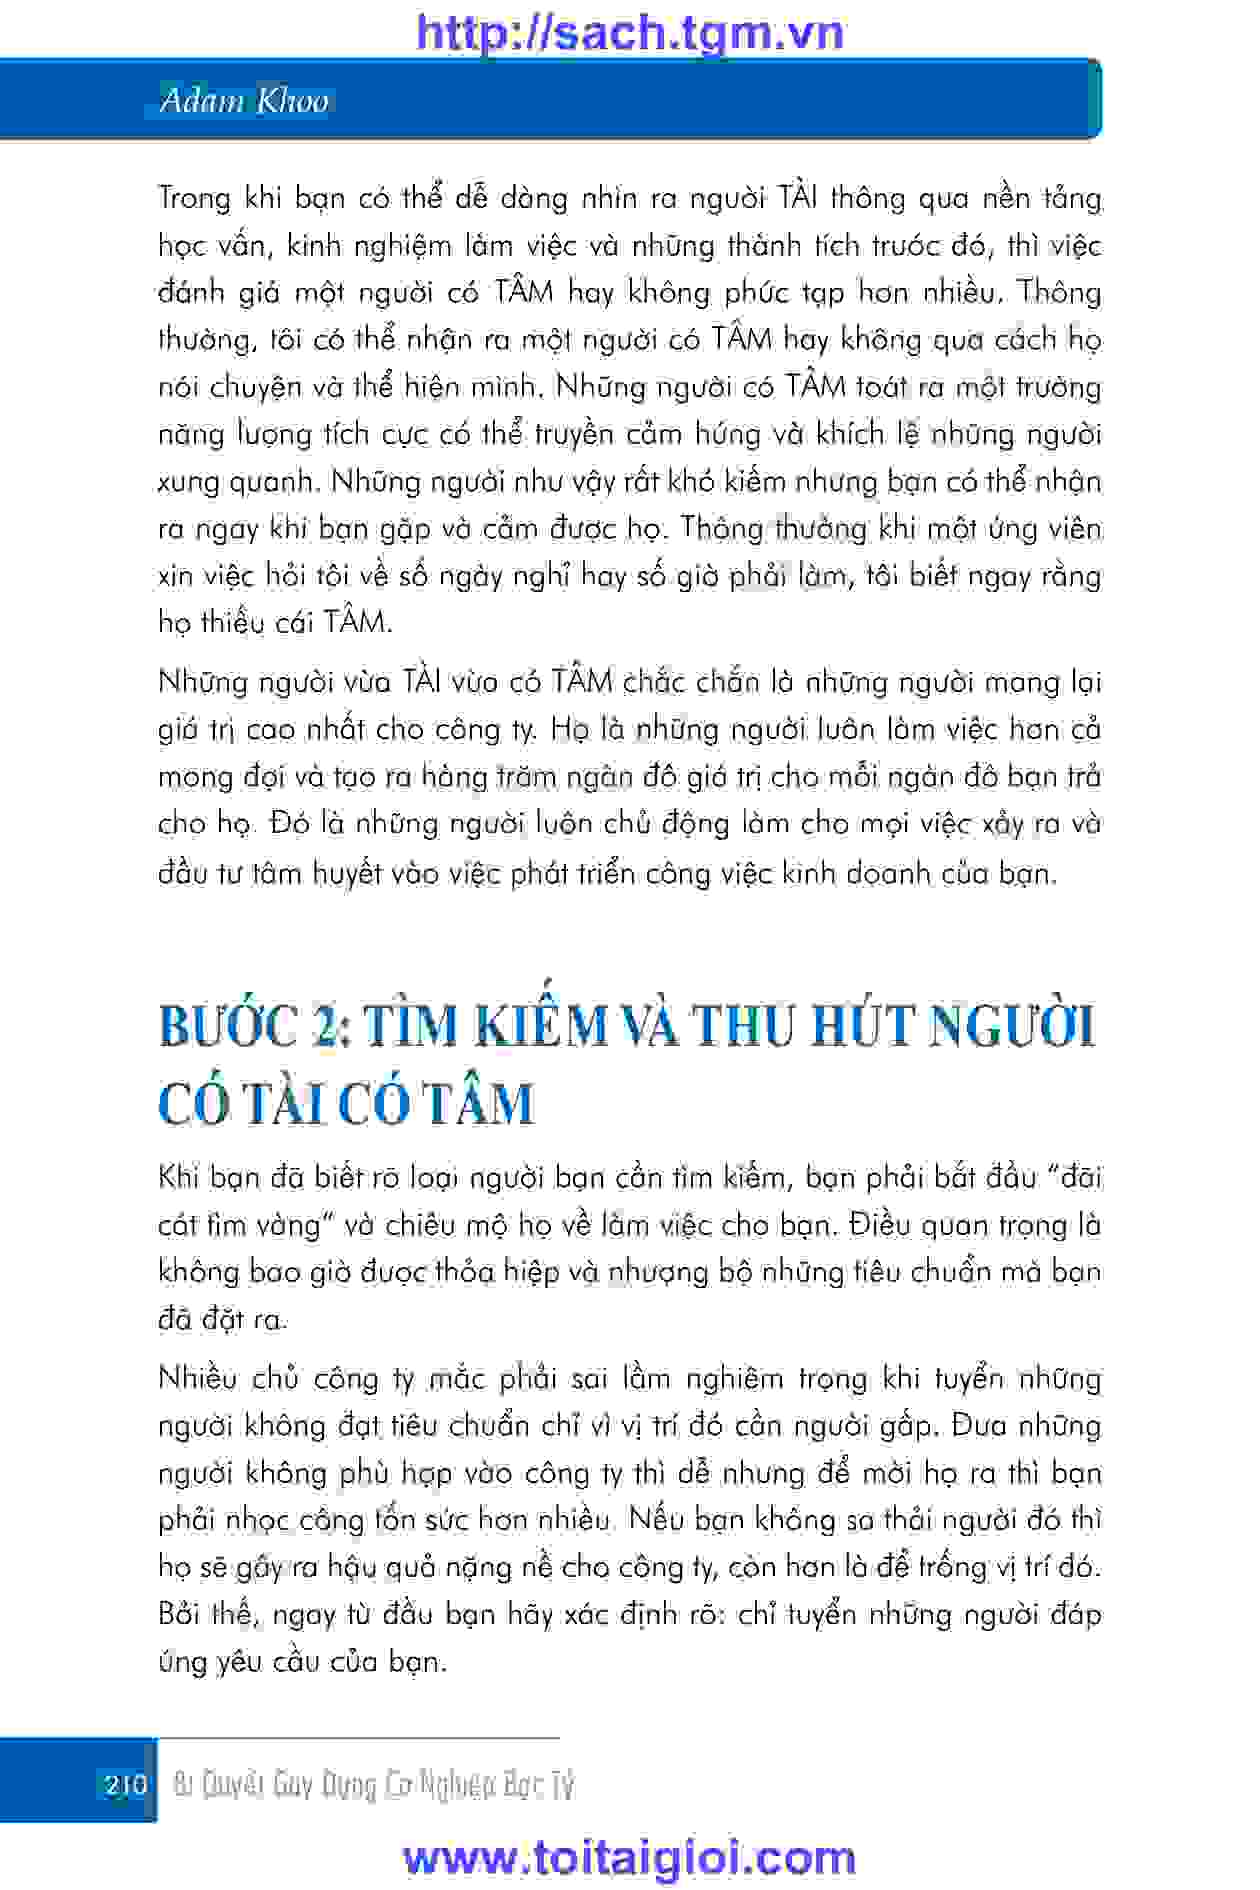 http://sach.tgm.vn
Adam Khoo
Trong khi bạn có thể dễ dàng nhìn ra người TÀI thông qua nền tảng
học vấn, kinh nghiệm làm việc và những thành tích trước đó, thì việc
đánh giá một người có TÂM hay không phức tạp hơn nhiều. Thông
thường, tôi có thể nhận ra một người có TÂM hay không qua cách họ
nói chuyện và thể hiện mình. Những người có TÂM toát ra một trường
năng lượng tích cực có thể truyền cảm hứng và khích lệ những người
xung quanh. Những người như vậy rất khó kiếm nhưng bạn có thể nhận
ra ngay khi bạn gặp và cảm được họ. Thông thường khi một ứng viên
xin việc hỏi tôi về số ngày nghỉ hay số giờ phải làm, tôi biết ngay rằng
họ thiếu cái TÂM.
Những người vừa TÀI vừa có TÂM chắc chắn là những người mang lại
giá trị cao nhất cho công ty. Họ là những người luôn làm việc hơn cả
mong đợi và tạo ra hàng trăm ngàn đô giá trị cho mỗi ngàn đô bạn trả
cho họ. Đó là những người luôn chủ động làm cho mọi việc xảy ra và
đầu tư tâm huyết vào việc phát triển công việc kinh doanh của bạn.
BƯỚC 2: TÌM KIẾM VÀ THU HÚT NGƯỜI
CÓ TÀI CÓ TÂM
Khi bạn đã biết rõ loại người bạn cần tìm kiếm, bạn phải bắt đầu “đãi
cát tìm vàng” và chiêu mộ họ về làm việc cho bạn. Điều quan trọng là
không bao giờ được thỏa hiệp và nhượng bộ những tiêu chuẩn mà bạn
đã đặt ra.
Nhiều chủ công ty mắc phải sai lầm nghiêm trọng khi tuyển những
người không đạt tiêu chuẩn chỉ vì vị trí đó cần người gấp. Đưa những
người không phù hợp vào công ty thì dễ nhưng để mời họ ra thì bạn
phải nhọc công tốn sức hơn nhiều. Nếu bạn không sa thải người đó thì
họ sẽ gây ra hậu quả nặng nề cho công ty, còn hơn là để trống vị trí đó.
Bởi thế, ngay từ đầu bạn hãy xác định rõ: chỉ tuyển những người đáp
ứng yêu cầu của bạn.
210 Bí Quyết Gây Dựng Cơ Nghiệp Bạc Tỷ
www.toitaigioi.com